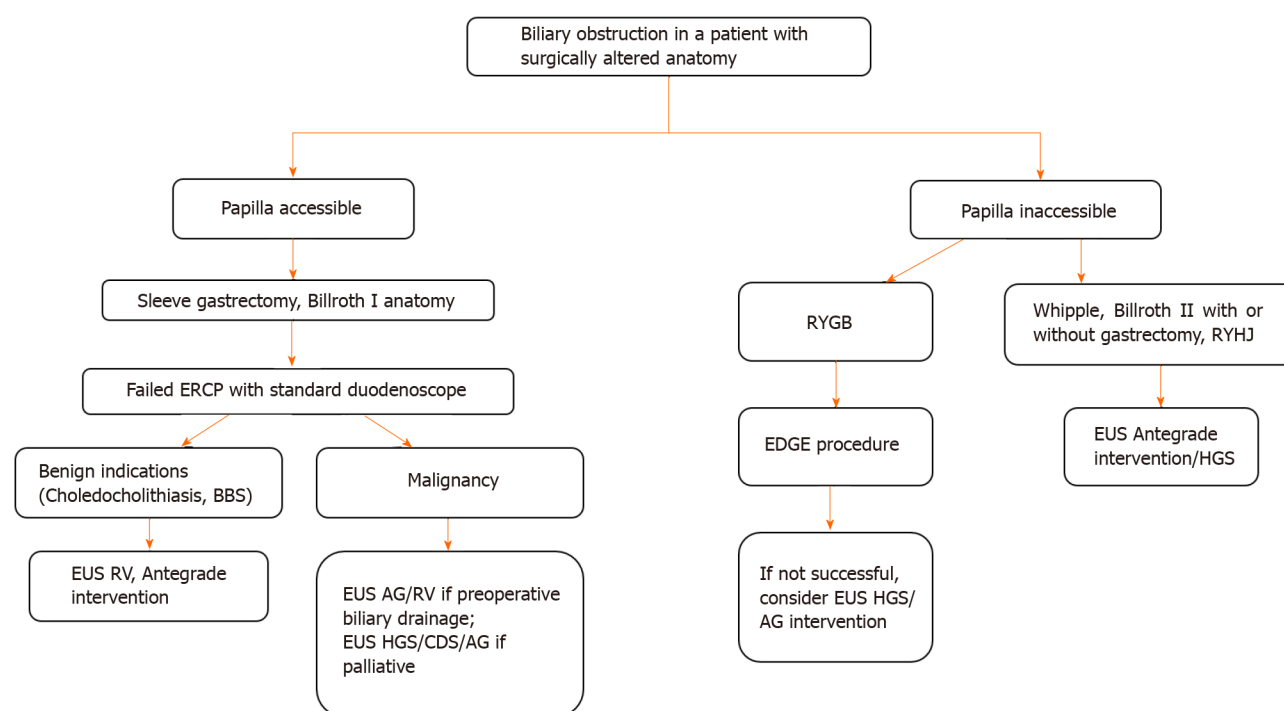 Biliary obstruction in a patient with
surgically altered anatomy
Papilla accessible
Papilla inaccessible
Sleeve gastrectomy, Billroth I anatomy
RYGB
Whipple, Billroth II with or
without gastrectomy, RYHJ
Failed ERCP with standard duodenoscope
EDGE procedure
EUS Antegrade
intervention/HGS
Benign indications
(Choledocholithiasis, BBS)
Malignancy
EUS RV, Antegrade
intervention
EUS AG/RV if preoperative
biliary drainage;
EUS HGS/CDS/AG if
palliative
If not successful,
consider EUS HGS/
AG intervention